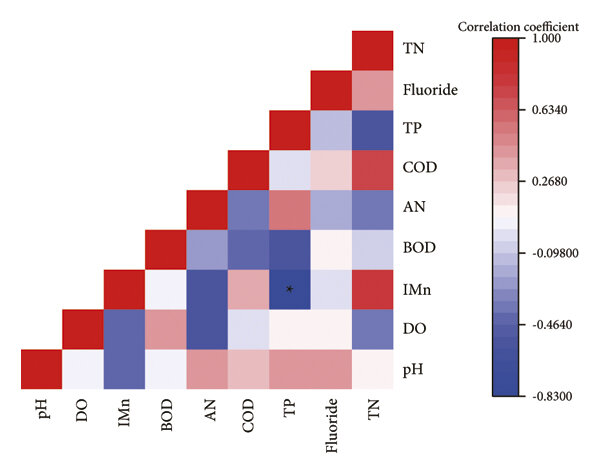 Correlation coefficient
1.000
0.6340
0.2680
-0.09800
-0.4640
-0.8300
TN
Fluoride
TP
COD
AN
BOD
IMn
*
DO
pH
pH DO IMn BOD AN COD TP Fluoride TN